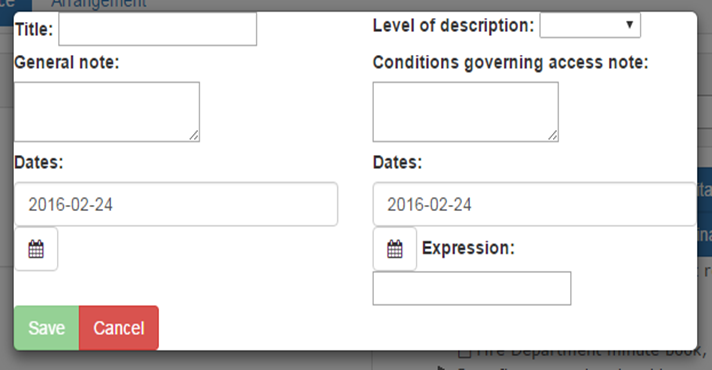 Arrangement
Title:
Level of description:
General note:
Conditions governing access note:
Dates:
Dates:
2016-02-24
2016-02-24
Expression:
Save Cancel
Fire Department minute book,